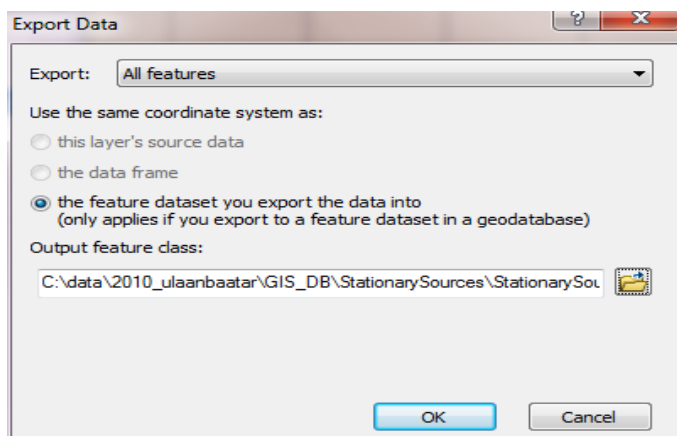 Export Data
?
Export: All features
Use the same coordinate system as:
this layer's source data
the data frame
the feature dataset you export the data into
(only applies if you export to a feature dataset in a geodatabase)
Output feature class:
C:\data\2010_ulaanbaatar\GIS_DB\StationarySources\StationarySou
OK Cancel